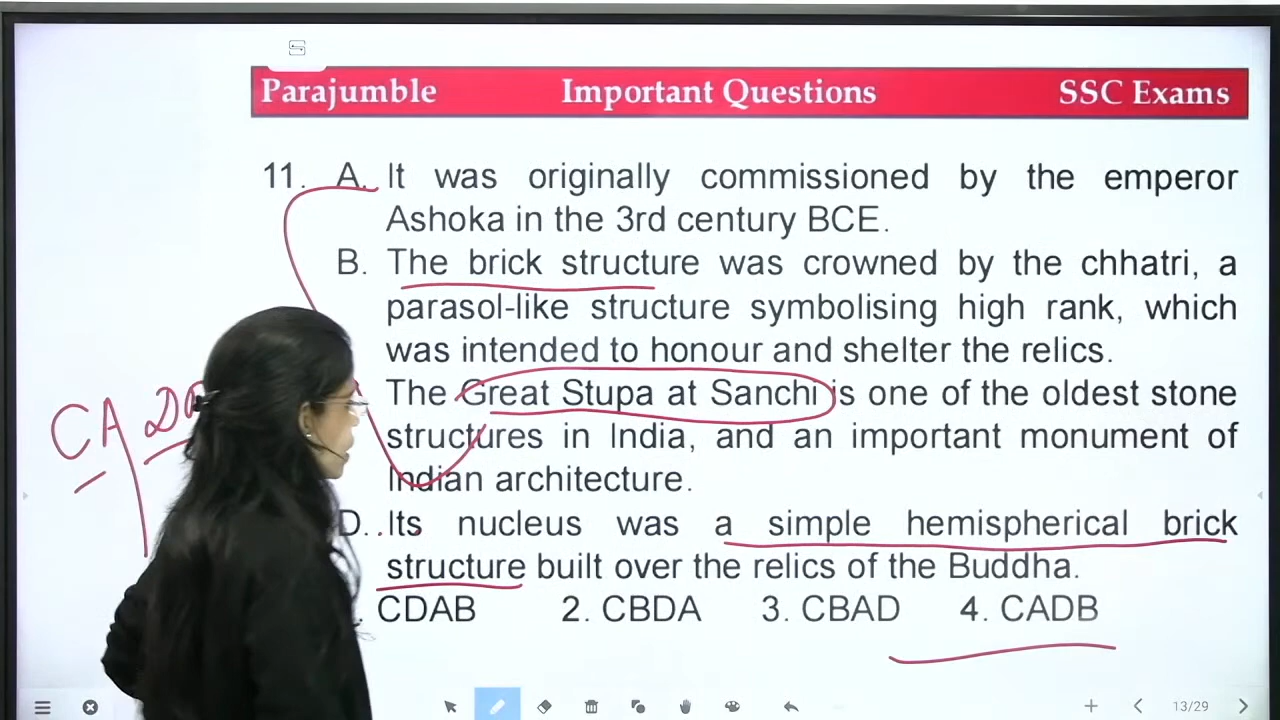 Parajumble Important Questions SSC Exams
11. A. It was originally commissioned by the emperor
Ashoka in the 3rd century BCE.
B. The brick structure was crowned by the chhatri, a
parasol-like structure symbolising high rank, which
was intended to honour and shelter the relics.
The Great Stupa at Sanchi is one of the oldest stone
structures in India, and an important monument of
Indian architecture.
D. Its nucleus was a simple hemispherical brick
structure built over the relics of the Buddha.
CDAB 2. CBDA 3. CBAD 4. CADB
CA
13/29